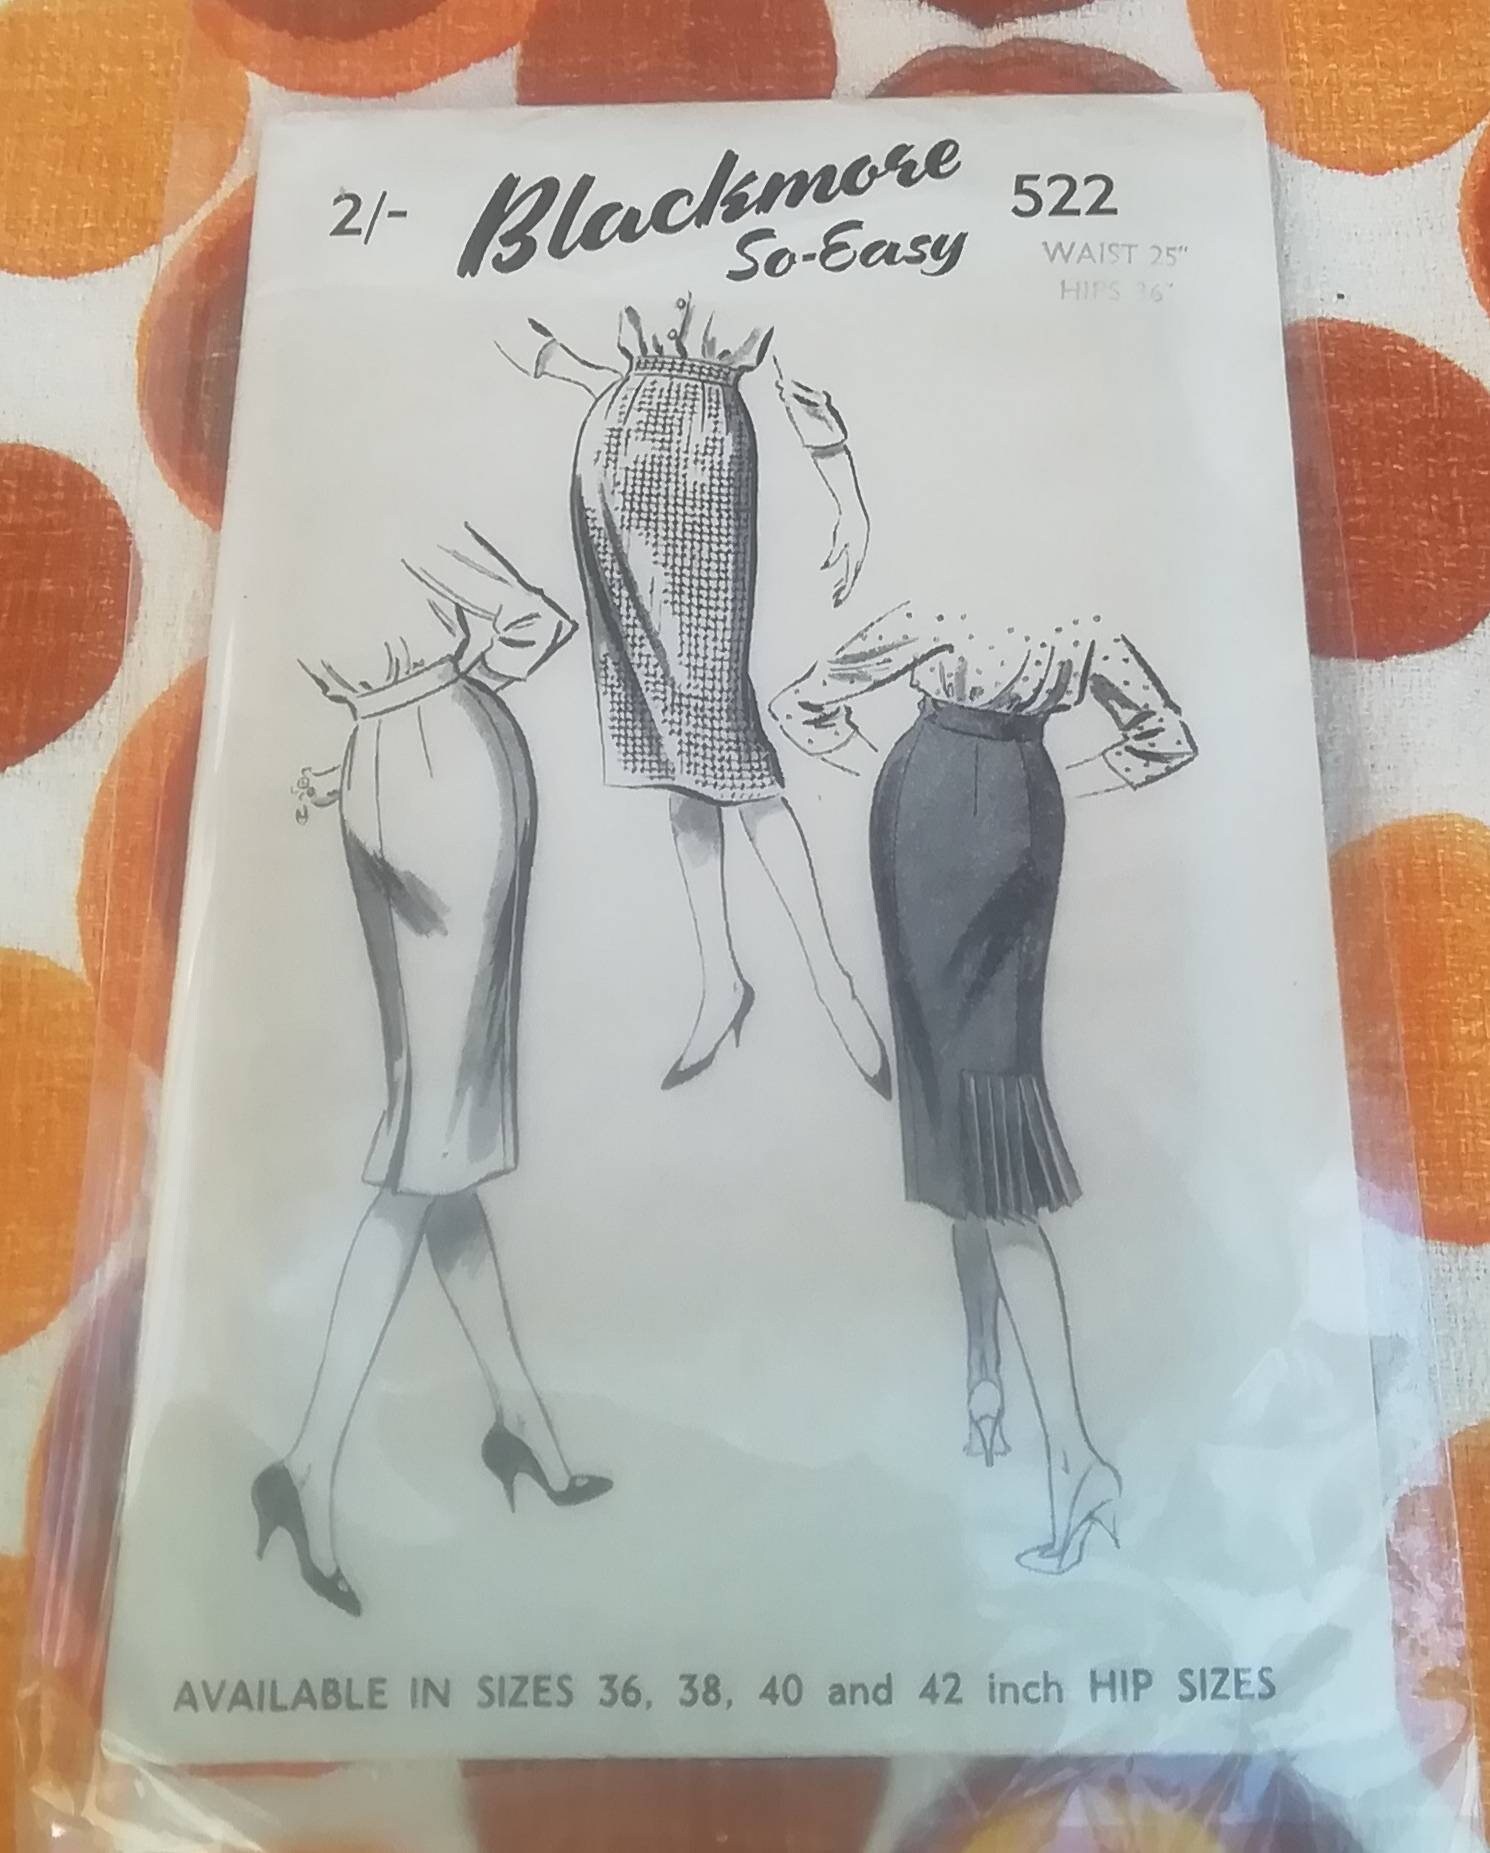 2/- Blackmore 522
So-Easy
WAIST 25"
HIPS 36"
AVAILABLE IN SIZES 36, 38, 40 and 42 inch HIP SIZES